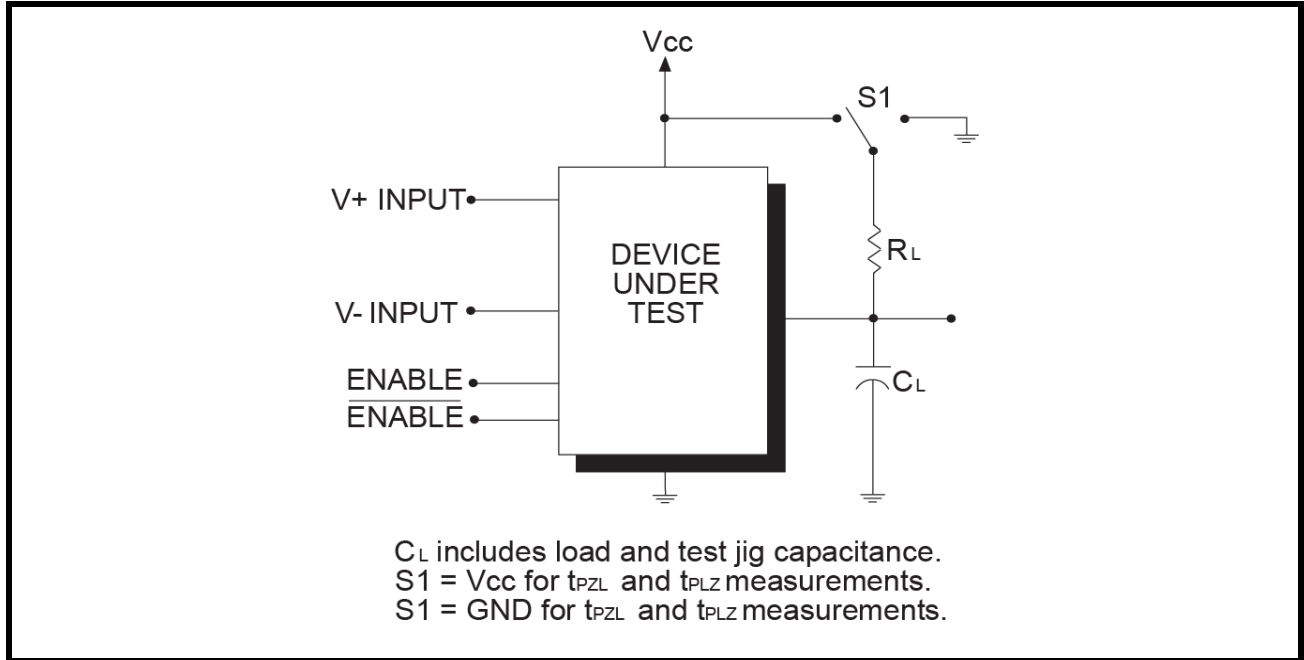 Vcc
S1
V+ INPUT
DEVICE
UNDER
TEST
RL
V- INPUT
CL
ENABLE
ENABLE
CL includes load and test jig capacitance.
S1 = Vcc for tPZL and tPLZ measurements.
S1 = GND for tPZL and tPLZ measurements.